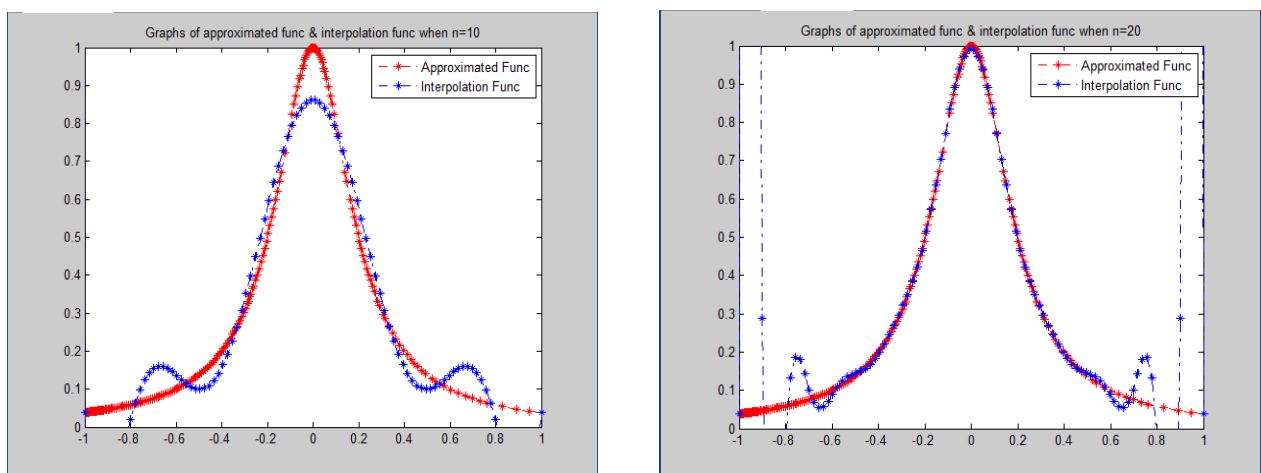 Graphs of approximated func & interpolation func when n=10
Approximated Func
Interpolation Func
1
0.9
0.8
0.7
0.6
0.5
0.4
0.3
0.2
0.1
0
-1 -0.8 -0.6 -0.4 -0.2 0 0.2 0.4 0.6 0.8 1
Graphs of approximated func & interpolation func when n=20
Approximated Func
Interpolation Func
1
0.9
0.8
0.7
0.6
0.5
0.4
0.3
0.2
0.1
0
-1 -0.8 -0.6 -0.4 -0.2 0 0.2 0.4 0.6 0.8 1